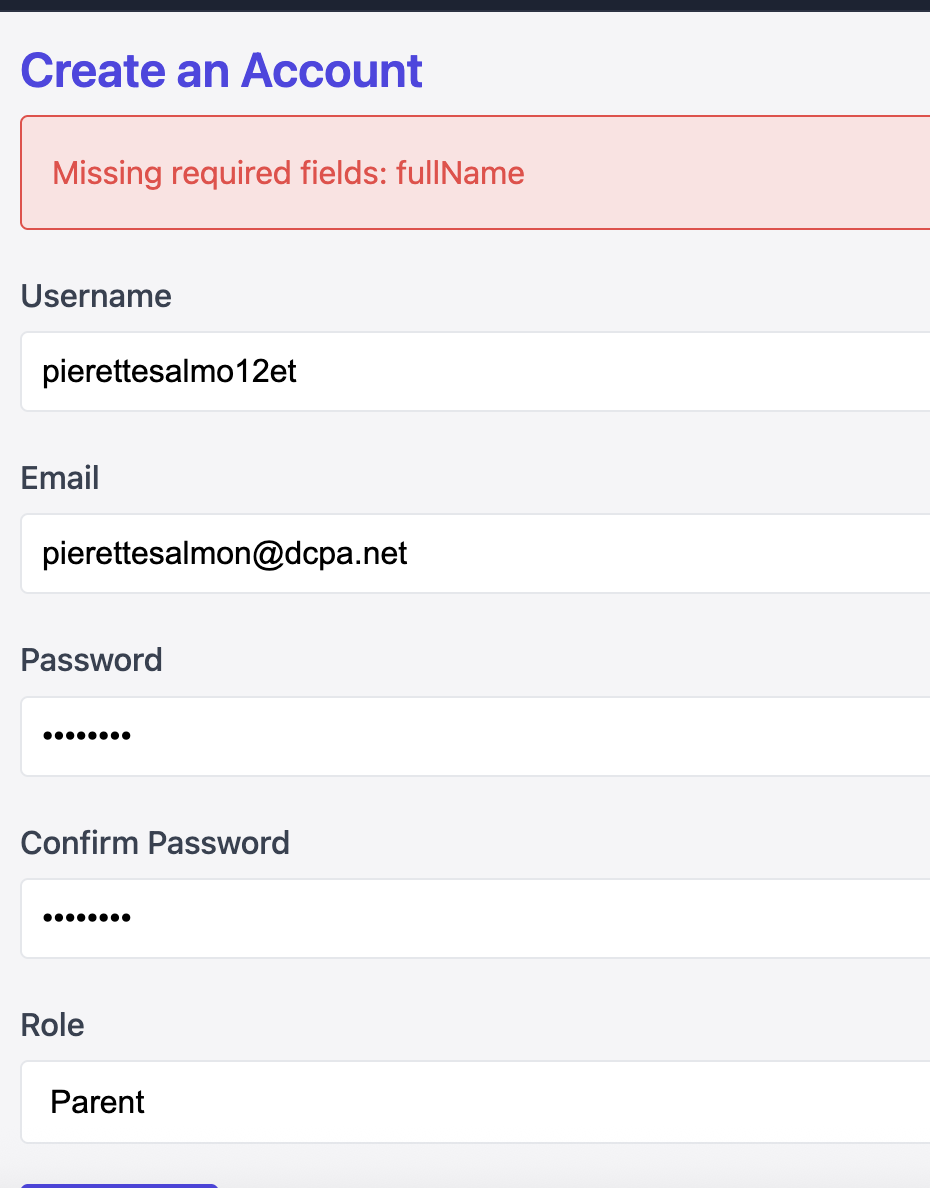 Create an Account
Missing required fields: fullName
Username
pierettesalmo12et
Email
pierettesalmon@dcpa.net
Password
••••••••
Confirm Password
••••••••
Role
Parent